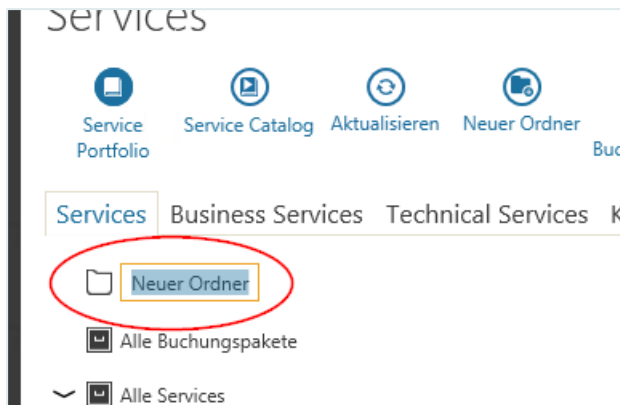 Services
Service Portfolio
Service Catalog
Aktualisieren
Neuer Ordner
Services
Business Services
Technical Services
Neuer Ordner
Alle Buchungspakete
Alle Services